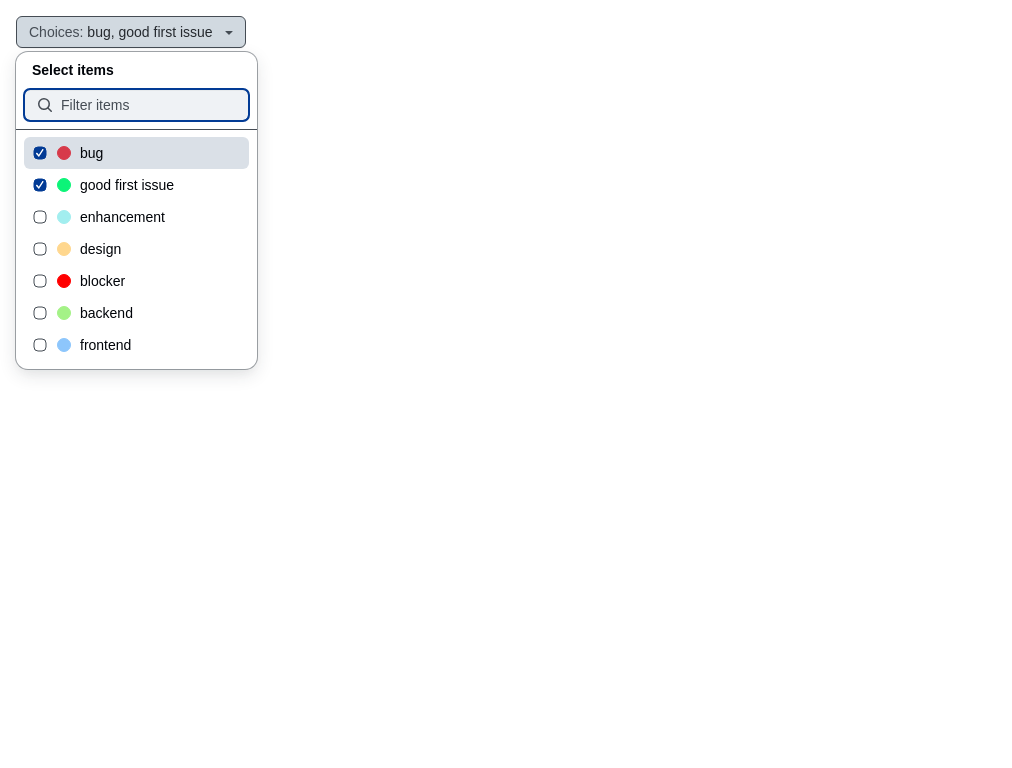 Choices: bug, good first issue
Select items
Filter items
bug
good first issue
enhancement
design
blocker
backend
frontend